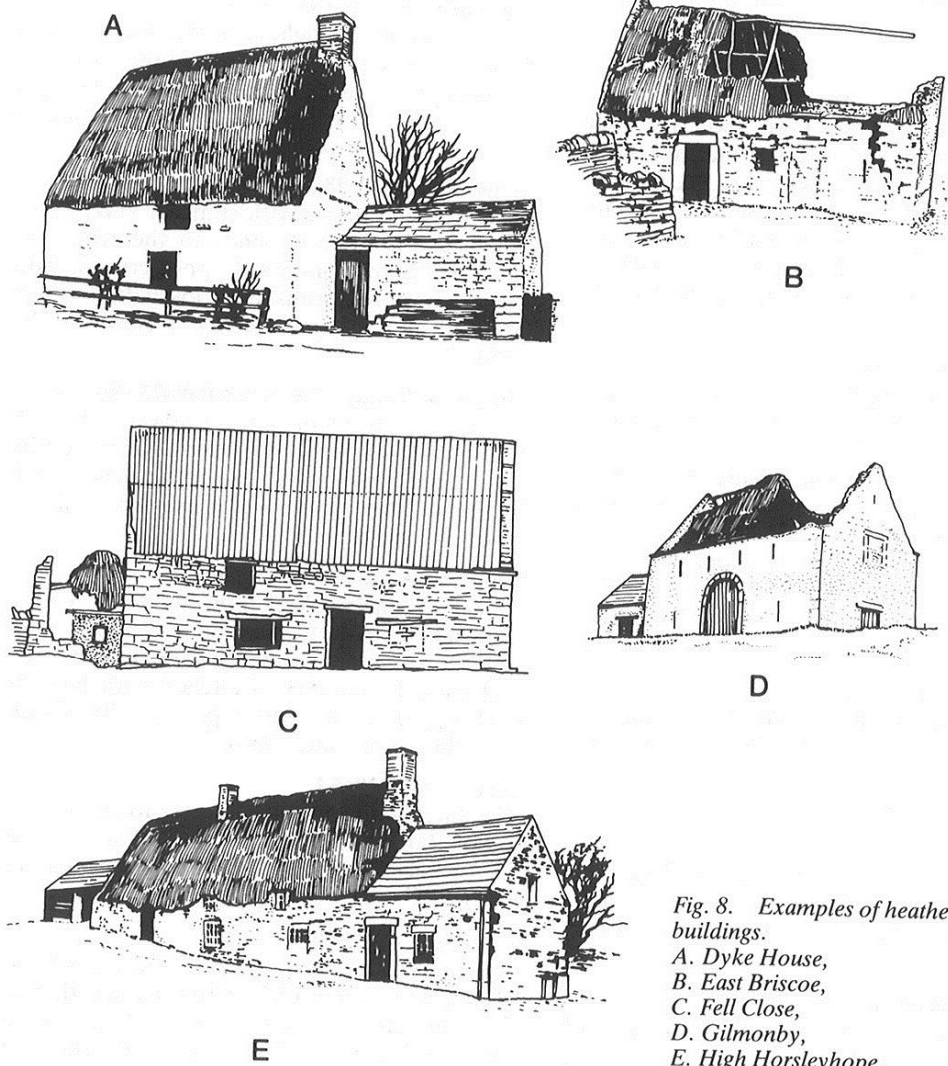 A
B
C
D
E
Fig. 8. Examples of heathe
buildings.
A. Dyke House,
B. East Briscoe,
C. Fell Close,
D. Gilmonby,
E. High Horsleyhope